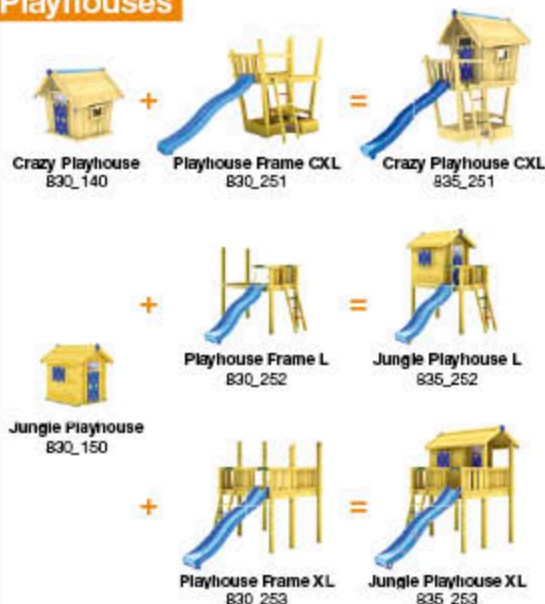 Playhouses
+
=
Crazy Playhouse
830_140
Playhouse Frame CXL
830_251
Crazy Playhouse CXL
835_251
+
=
Playhouse Frame L
830_252
Jungle Playhouse L
835_252
Jungle Playhouse
830_150
+
=
Playhouse Frame XL
830_253
Jungle Playhouse XL
835_253